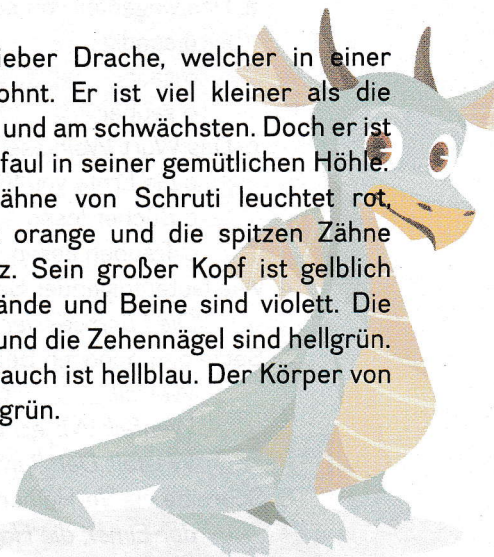 ieber Drache, welcher in einer
ohnt. Er ist viel kleiner als die
und am schwächsten. Doch er ist
faul in seiner gemütlichen Höhle.
ähne von Schruti leuchtet rot,
orange und die spitzen Zähne
z. Sein großer Kopf ist gelblich
ände und Beine sind violett. Die
und die Zehennägel sind hellgrün.
auch ist hellblau. Der Körper von
grün.